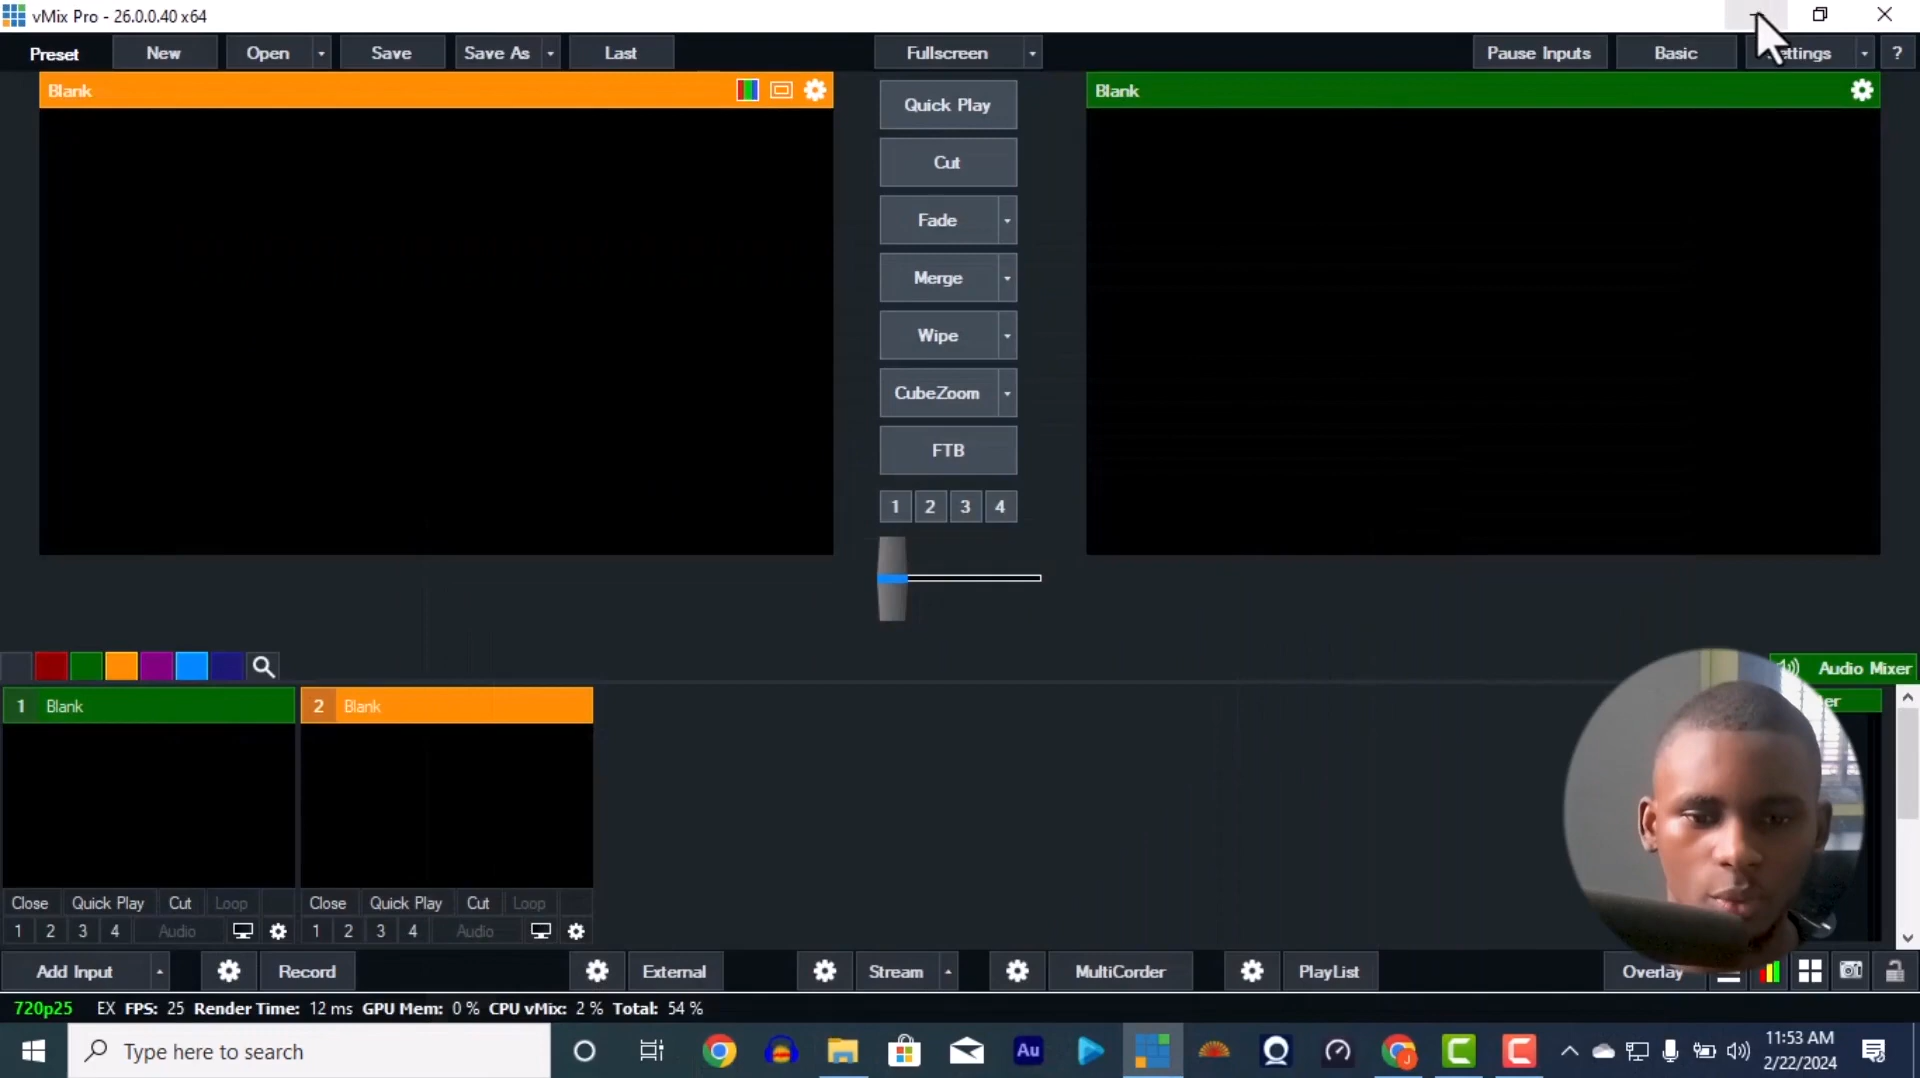 vMix Pro - 26.0.0.40 x64
Preset New Open Save Save As Last Fullscreen Pause Inputs Basic ?
Blank
Blank
Quick Play
Cut
Fade
Merge
Wipe
CubeZoom
FTB
1 2 3 4
Audio Mixer
1 Blank
2 Blank
Close Quick Play Cut Loop
Close Quick Play Cut Loop
1 2 3 4 Audio
1 2 3 4 Audio
Add Input Record External Stream MultiCorder PlayList Overlay
720p25 EX FPS: 25 Render Time: 12 ms GPU Mem: 0 % CPU vMix: 2 % Total: 54 %
Type here to search
Au
11:53 AM
2/22/2024